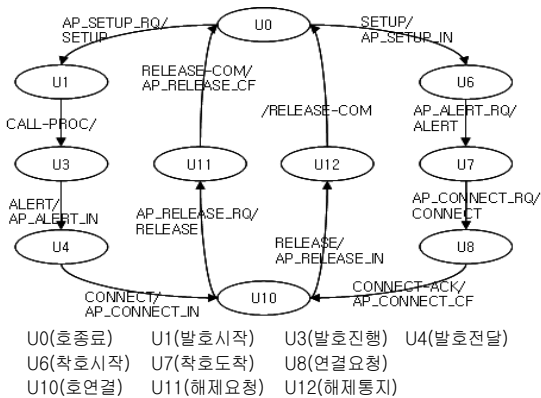 U0
AP_SETUP_RQ/
SETUP
SETUP/
AP_SETUP_IN
U1
U6
RELEASE-COM/
AP_RELEASE_CF
/RELEASE-COM
AP_ALERT_RQ/
ALERT
CALL-PROC/
U3
U11
U12
U7
ALERT/
AP_ALERT_IN
AP_RELEASE_RQ/
RELEASE
AP_CONNECT_RQ/
CONNECT
U4
RELEASE/
AP_RELEASE_IN
U8
CONNECT/
AP_CONNECT_IN
U10
CONNECT-ACK/
AP_CONNECT_CF
U0(호종료) U1(발호시작) U3(발호진행) U4(발호전달)
U6(착호시작) U7(착호도착) U8(연결요청)
U10(호연결) U11(해제요청) U12(해제통지)